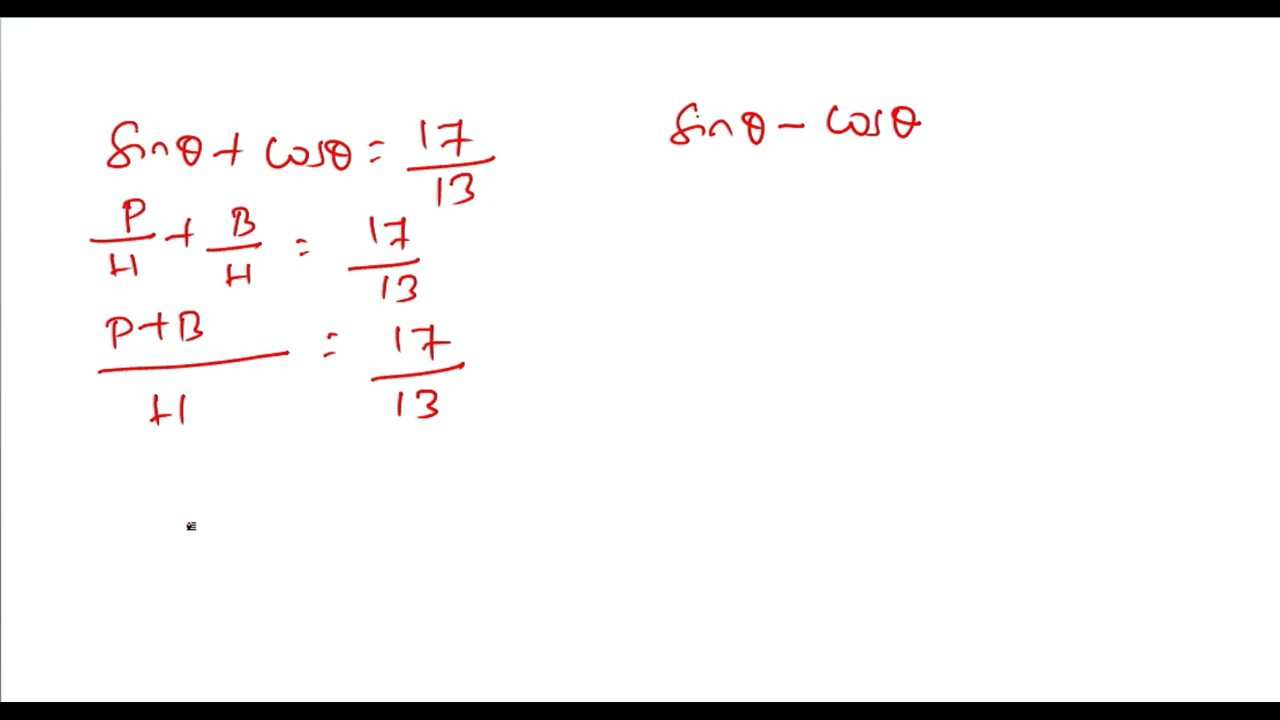 sinθ + cosθ = 17/13
P/H + B/H = 17/13
P+B/H = 17/13
sinθ − cosθ